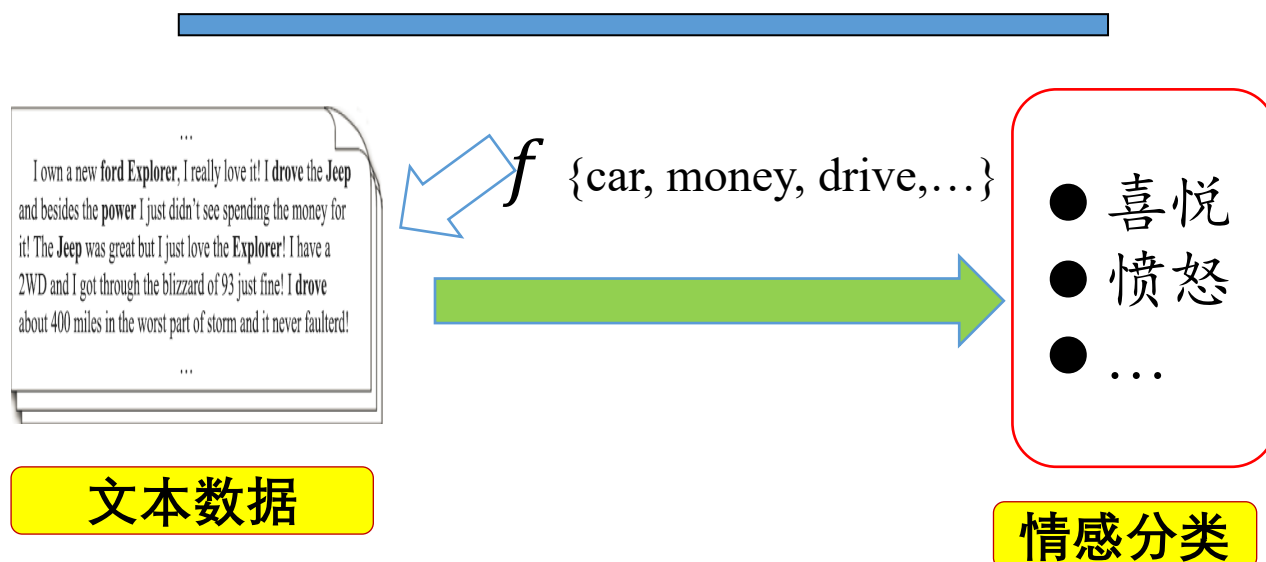 …
I own a new ford Explorer, I really love it! I drove the Jeep
and besides the power I just didn't see spending the money for
it! The Jeep was great but I just love the Explorer! I have a
2WD and I got through the blizzard of 93 just fine! I drove
about 400 miles in the worst part of storm and it never faulterd!
…
f {car, money, drive,…}
● 喜悦
● 愤怒
● …
文本数据
情感分类